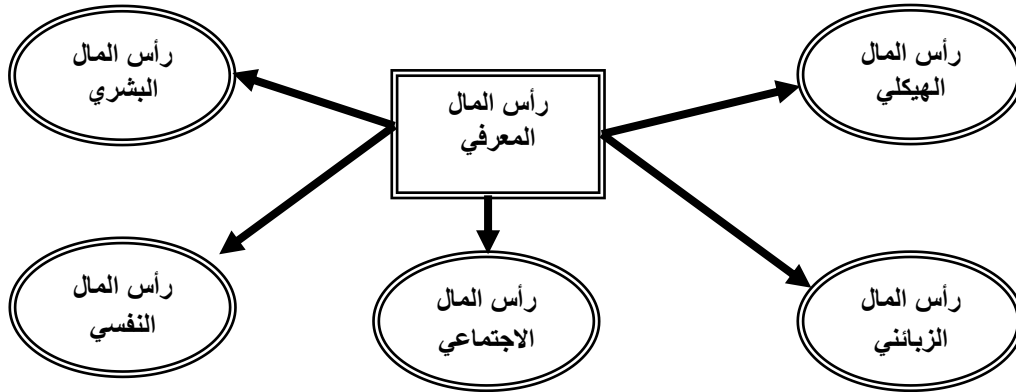 رأس المال
الهيكلي
رأس المال
المعرفي
رأس المال
البشري
رأس المال
الزبائني
رأس المال
الاجتماعي
رأس المال
النفسي